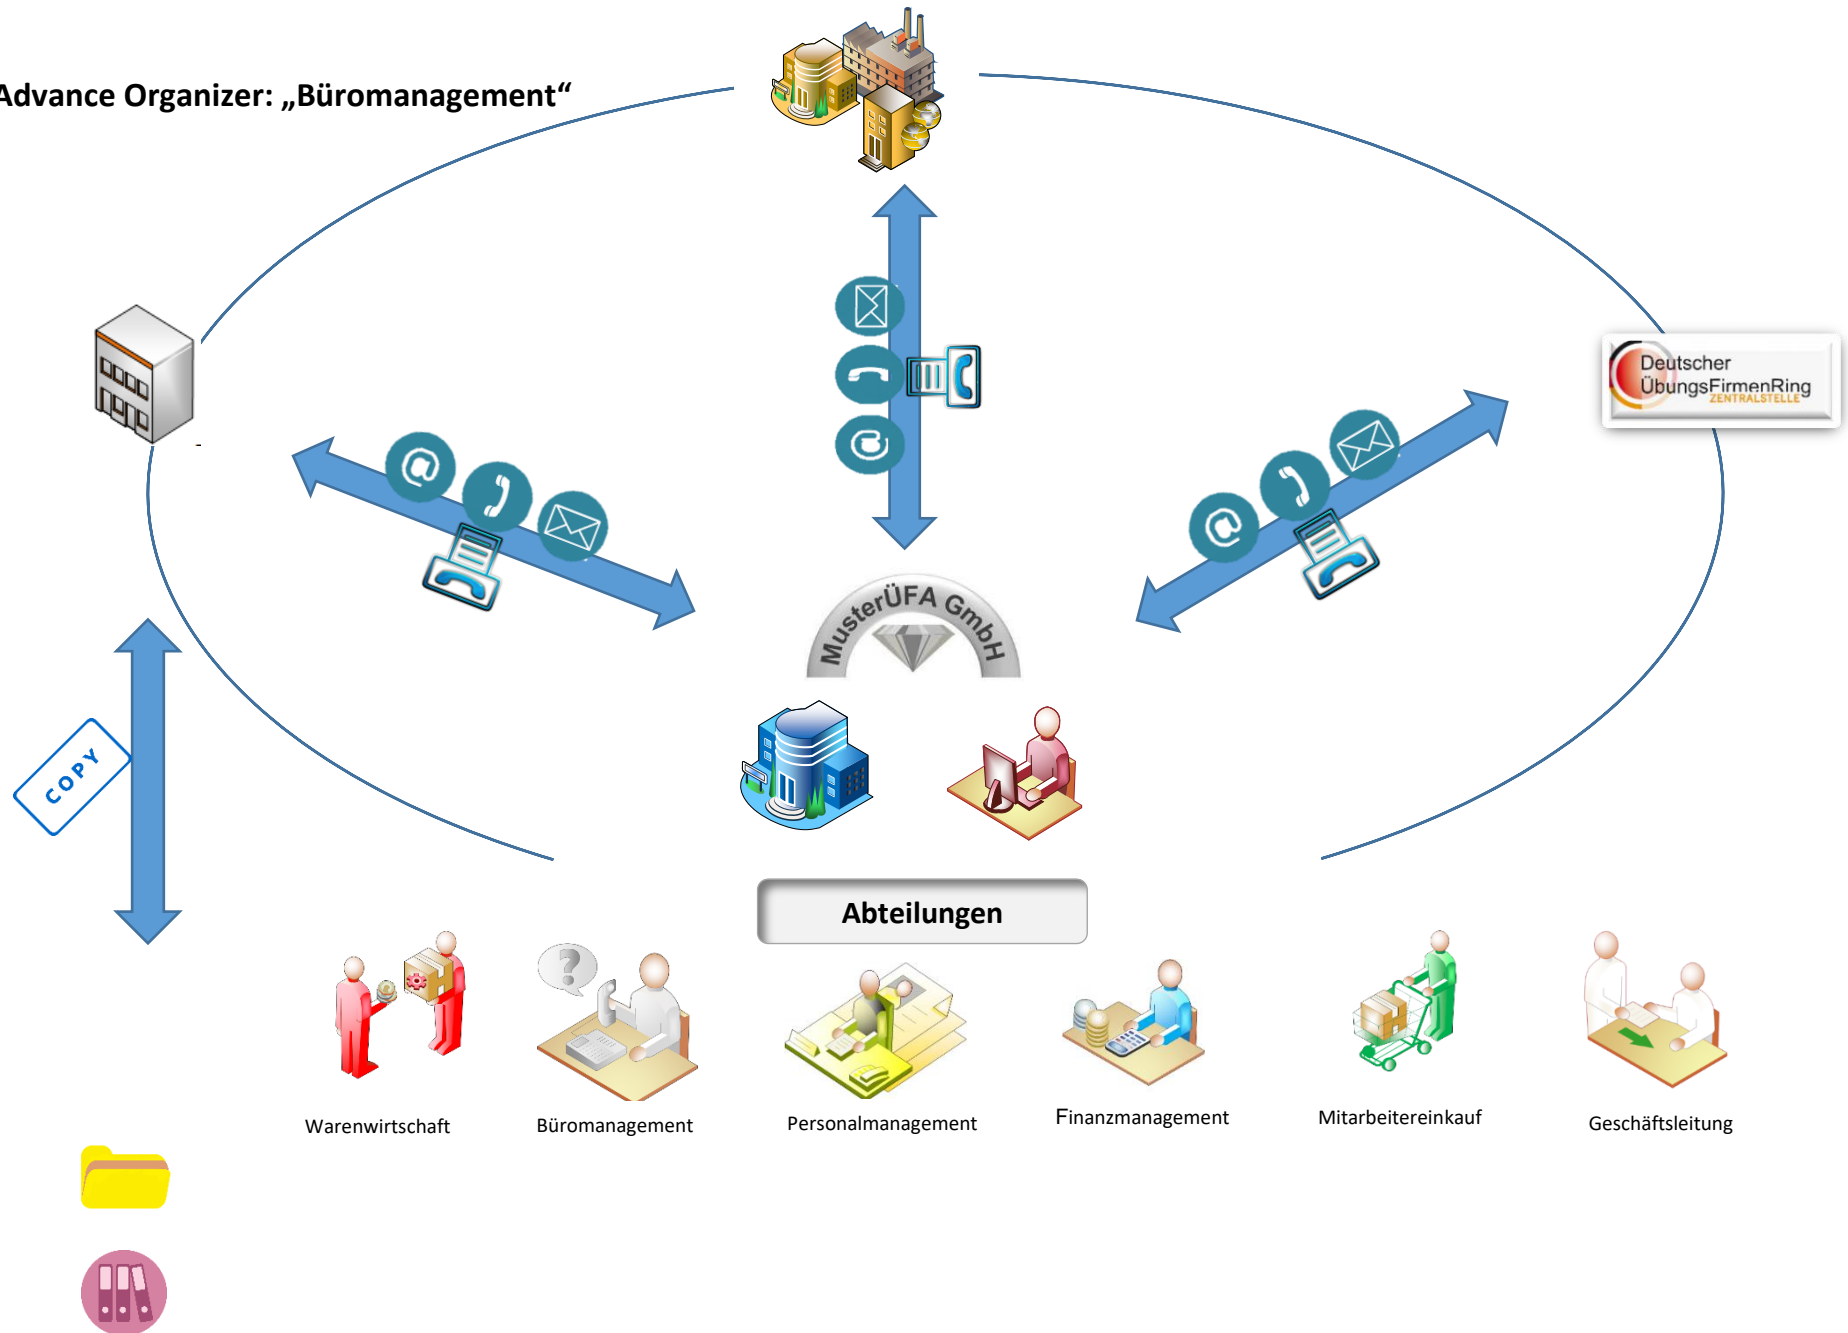 Advance Organizer: „Büromanagement“
Deutscher
ÜbungsFirmenRing
ZENTRALSTELLE
MusterÜFA GmbH
COPY
Abteilungen
Warenwirtschaft
Büromanagement
Personalmanagement
Finanzmanagement
Mitarbeitereinkauf
Geschäftsleitung